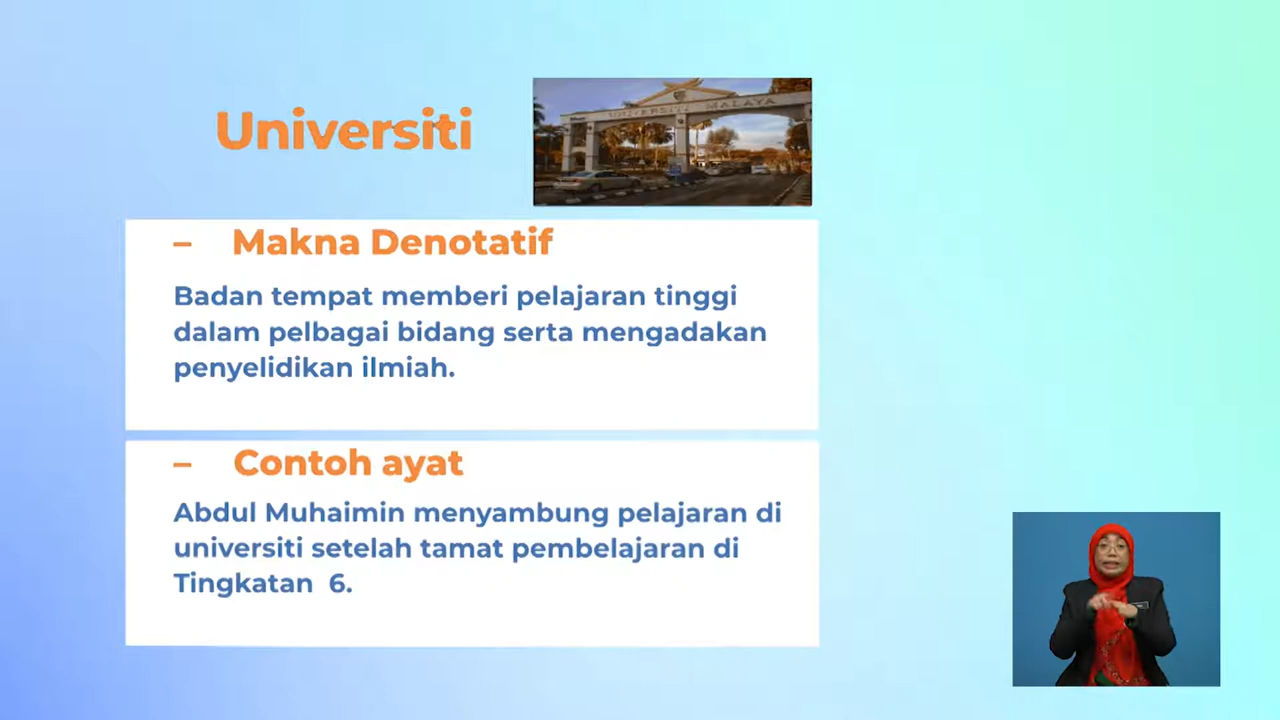 Universiti
UNIVERSITI MALAYA
– Makna Denotatif
Badan tempat memberi pelajaran tinggi
dalam pelbagai bidang serta mengadakan
penyelidikan ilmiah.
– Contoh ayat
Abdul Muhaimin menyambung pelajaran di
universiti setelah tamat pembelajaran di
Tingkatan 6.